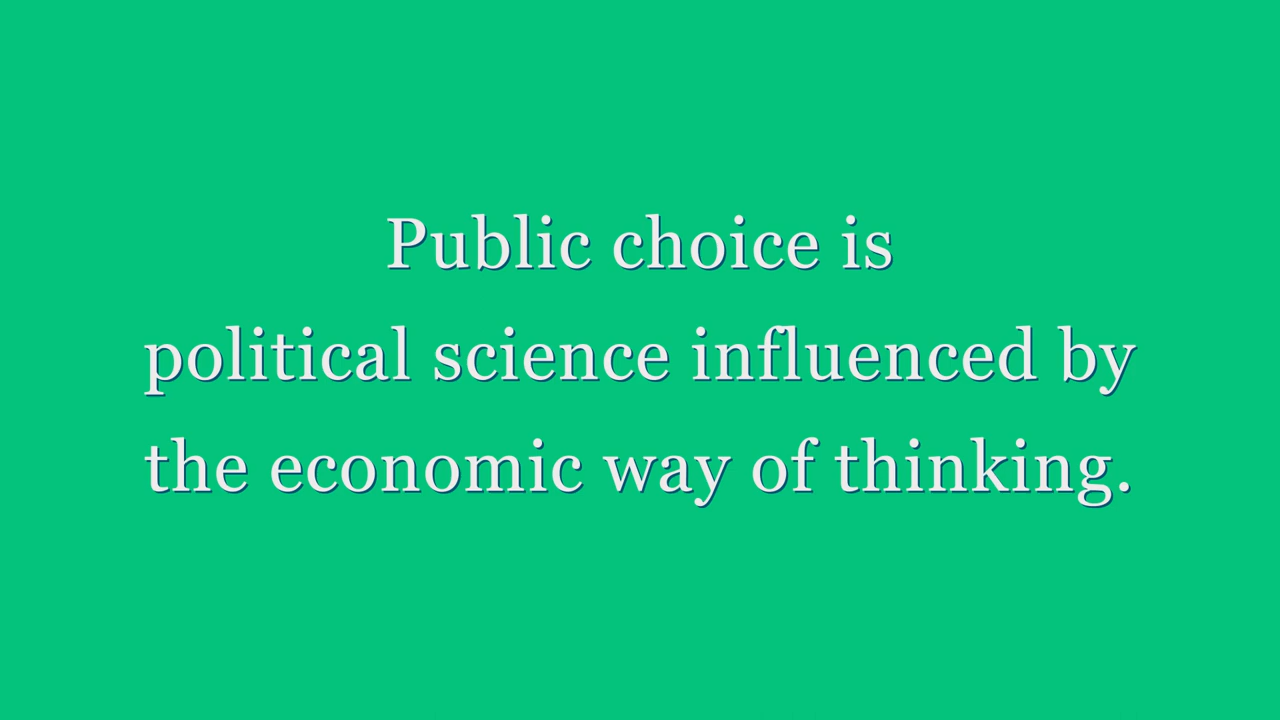 Public choice is
political science influenced by
the economic way of thinking.